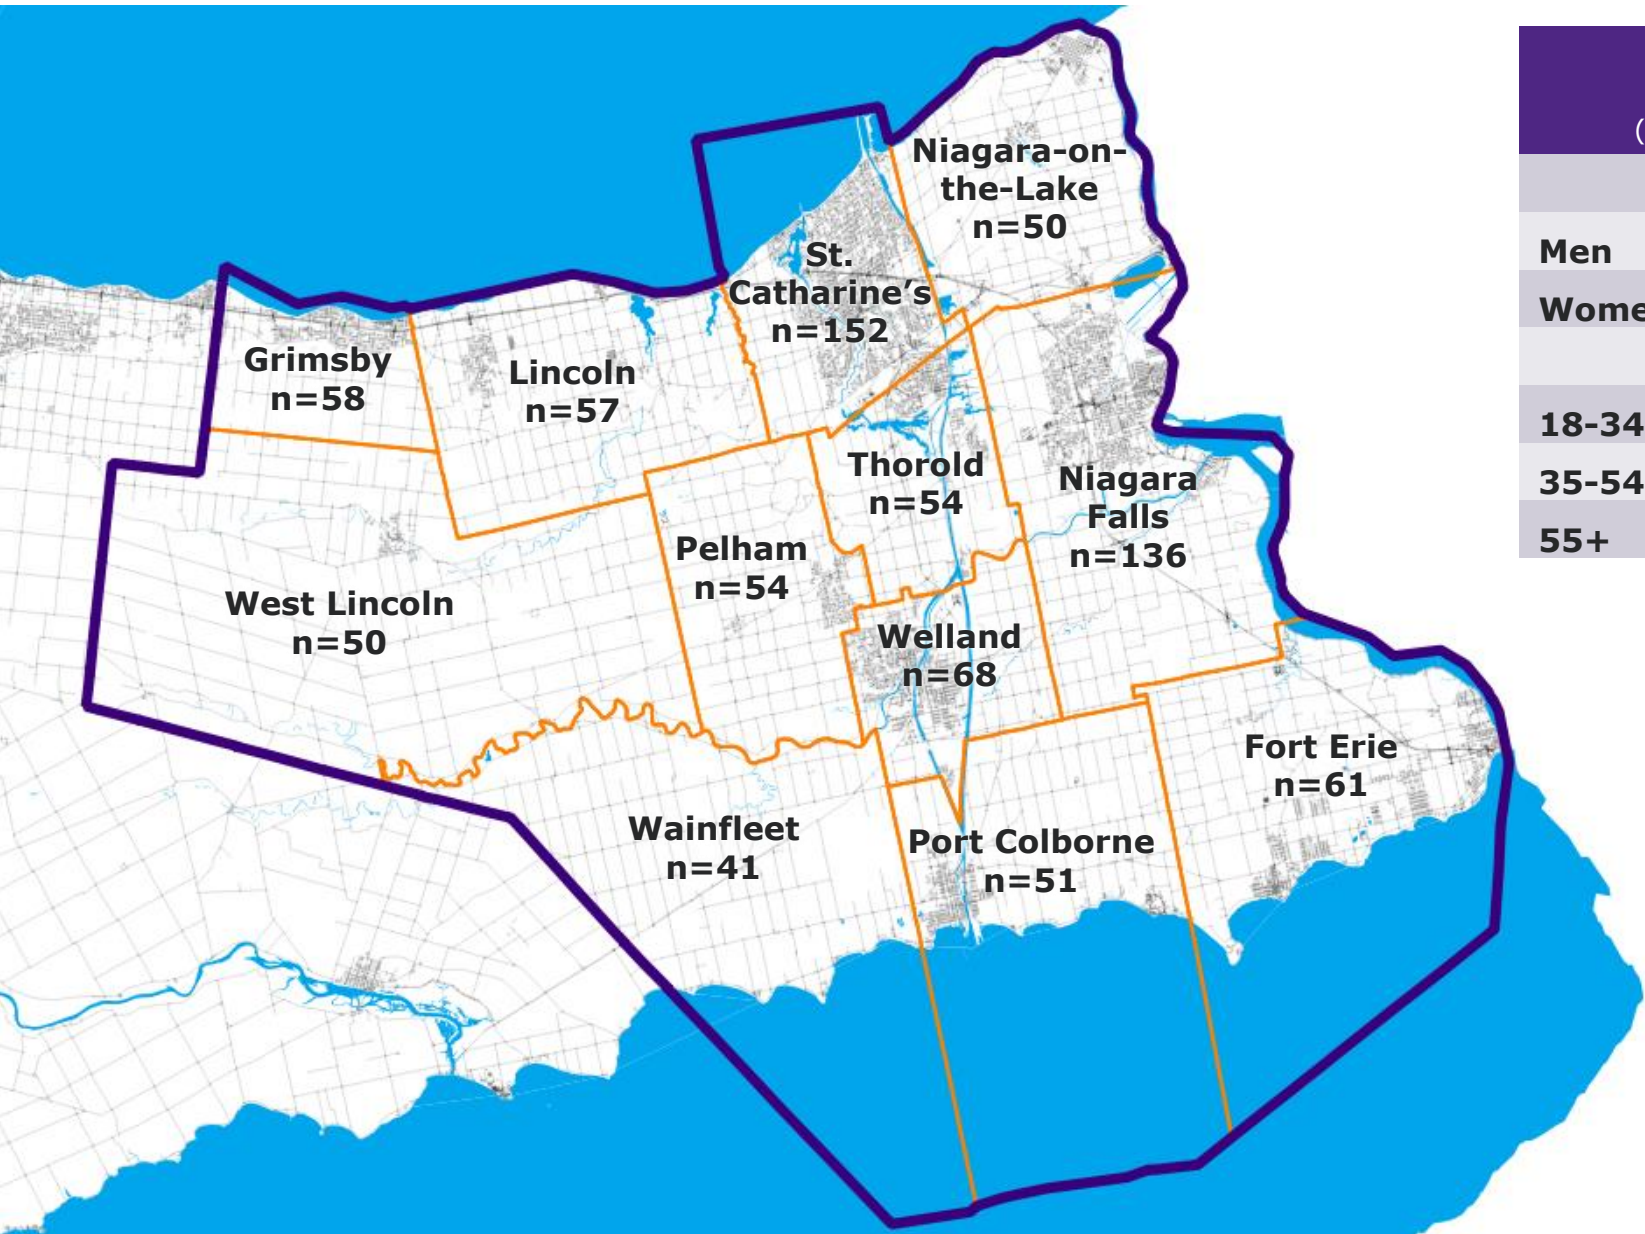 Niagara-on-
the-Lake
n=50
St.
Catharine’s
n=152
Grimsby
n=58
Lincoln
n=57
Thorold
n=54
Niagara
Falls
n=136
Pelham
n=54
West Lincoln
n=50
Welland
n=68
Fort Erie
n=61
Wainfleet
n=41
Port Colborne
n=51
(
Men
Wome
18-34
35-54
55+